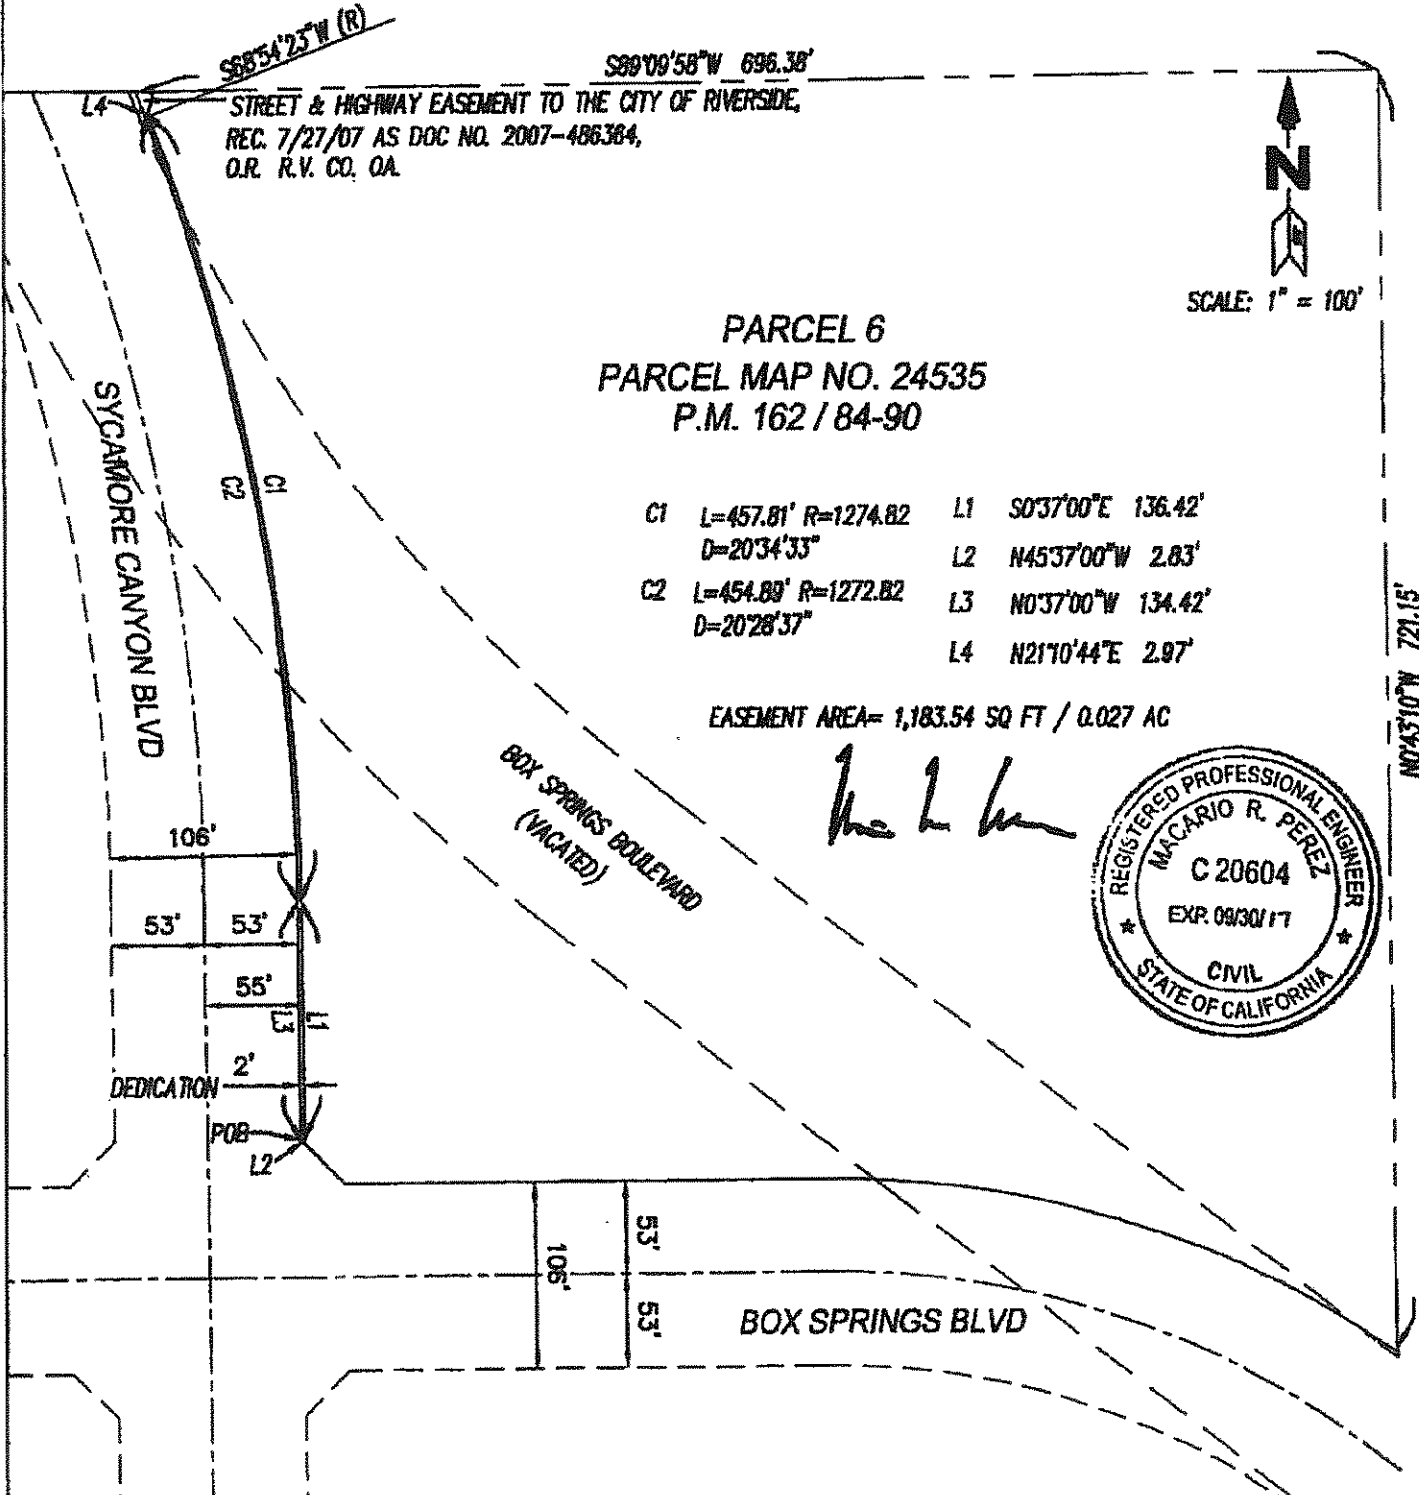 S68°54'23"W (R)
S89°09'58"W 696.38'
L4
STREET & HIGHWAY EASEMENT TO THE CITY OF RIVERSIDE,
REC. 7/27/07 AS DOC NO. 2007-486384,
O.R. R.V. CO. OA.
N
SCALE: 1" = 100'
PARCEL 6
PARCEL MAP NO. 24535
P.M. 162 / 84-90
SYCAMORE CANYON BLVD
C2
C1
C1 L=457.81' R=1274.82
D=20°34'33"
C2 L=454.89' R=1272.82
D=20°28'37"
L1 S0°37'00"E 136.42'
L2 N45°37'00"W 2.83'
L3 N0°37'00"W 134.42'
L4 N21°10'44"E 2.97'
N0°43'10"W 721.15'
EASEMENT AREA= 1,183.54 SQ FT / 0.027 AC
BOX SPRINGS BOULEVARD
(VACATED)
REGISTERED PROFESSIONAL ENGINEER
MACARIO R. PEREZ
C 20604
EXP. 09/30/17
CIVIL
STATE OF CALIFORNIA
106'
53' 53'
55'
L3
L1
2'
DEDICATION
POB
L2
106'
53'
53'
BOX SPRINGS BLVD